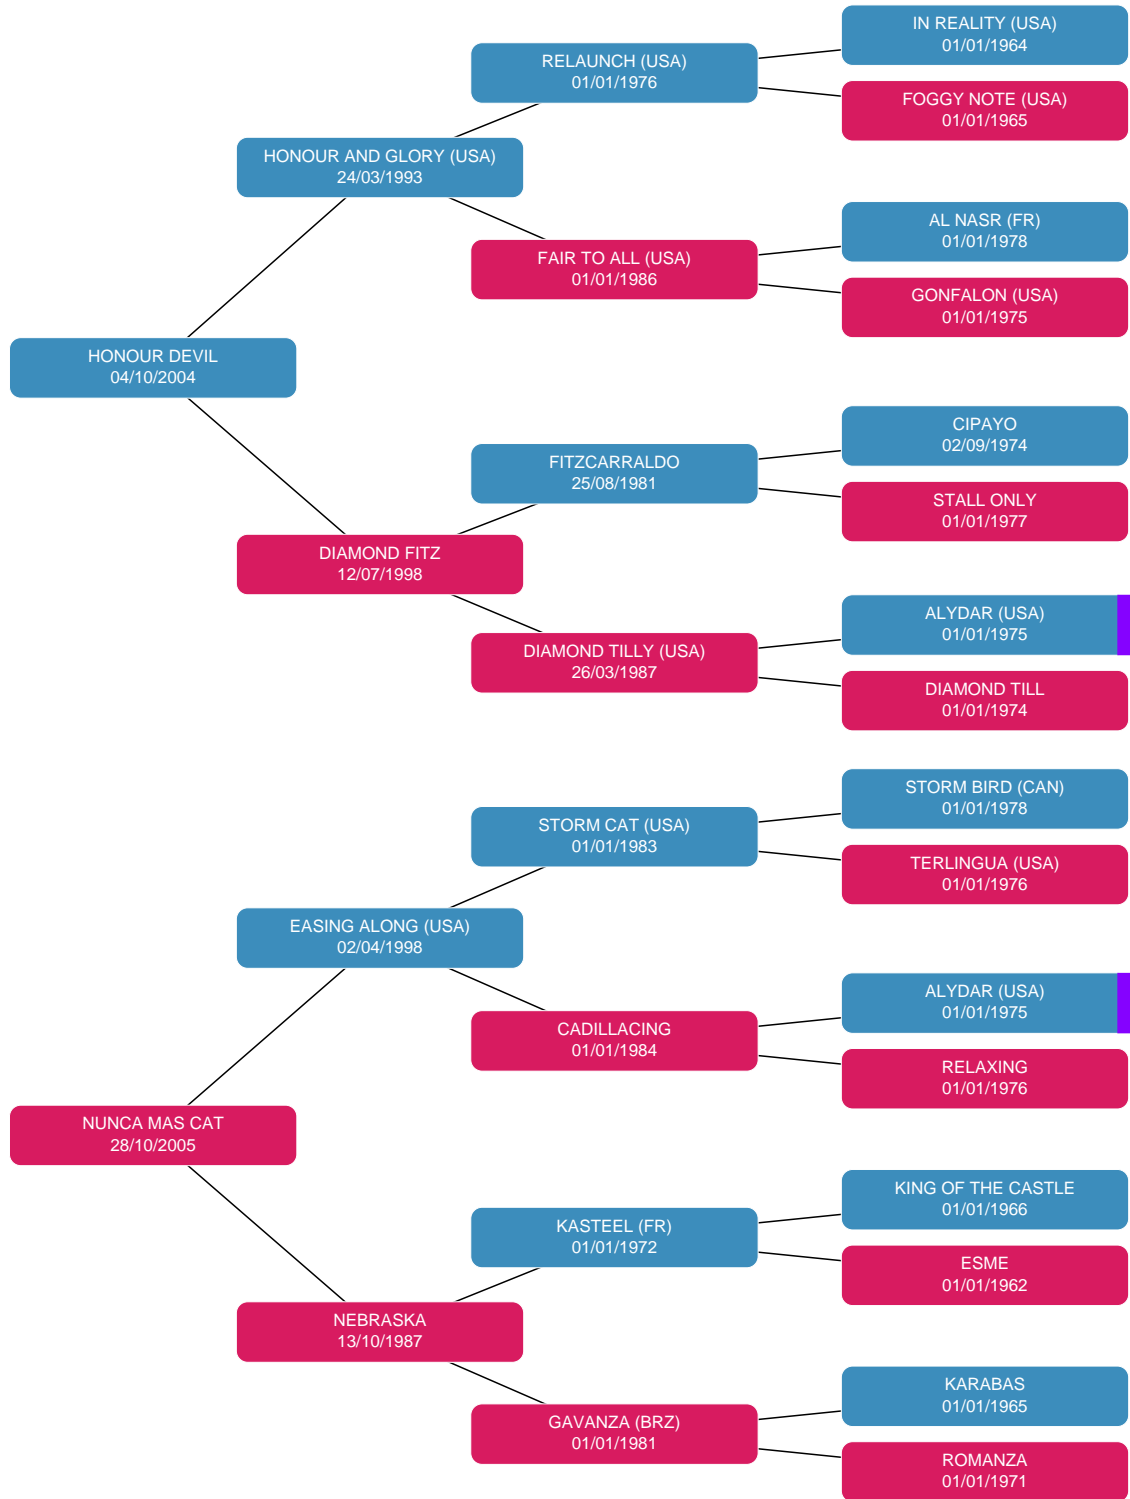 IN REALITY (USA)
01/01/1964
RELAUNCH (USA)
01/01/1976
FOGGY NOTE (USA)
01/01/1965
HONOUR AND GLORY (USA)
24/03/1993
AL NASR (FR)
01/01/1978
FAIR TO ALL (USA)
01/01/1986
GONFALON (USA)
01/01/1975
HONOUR DEVIL
04/10/2004
CIPAYO
02/09/1974
FITZCARRALDO
25/08/1981
STALL ONLY
01/01/1977
DIAMOND FITZ
12/07/1998
ALYDAR (USA)
01/01/1975
DIAMOND TILLY (USA)
26/03/1987
DIAMOND TILL
01/01/1974
STORM BIRD (CAN)
01/01/1978
STORM CAT (USA)
01/01/1983
TERLINGUA (USA)
01/01/1976
EASING ALONG (USA)
02/04/1998
ALYDAR (USA)
01/01/1975
CADILLACING
01/01/1984
RELAXING
01/01/1976
NUNCA MAS CAT
28/10/2005
KING OF THE CASTLE
01/01/1966
KASTEEL (FR)
01/01/1972
ESME
01/01/1962
NEBRASKA
13/10/1987
KARABAS
01/01/1965
GAVANZA (BRZ)
01/01/1981
ROMANZA
01/01/1971